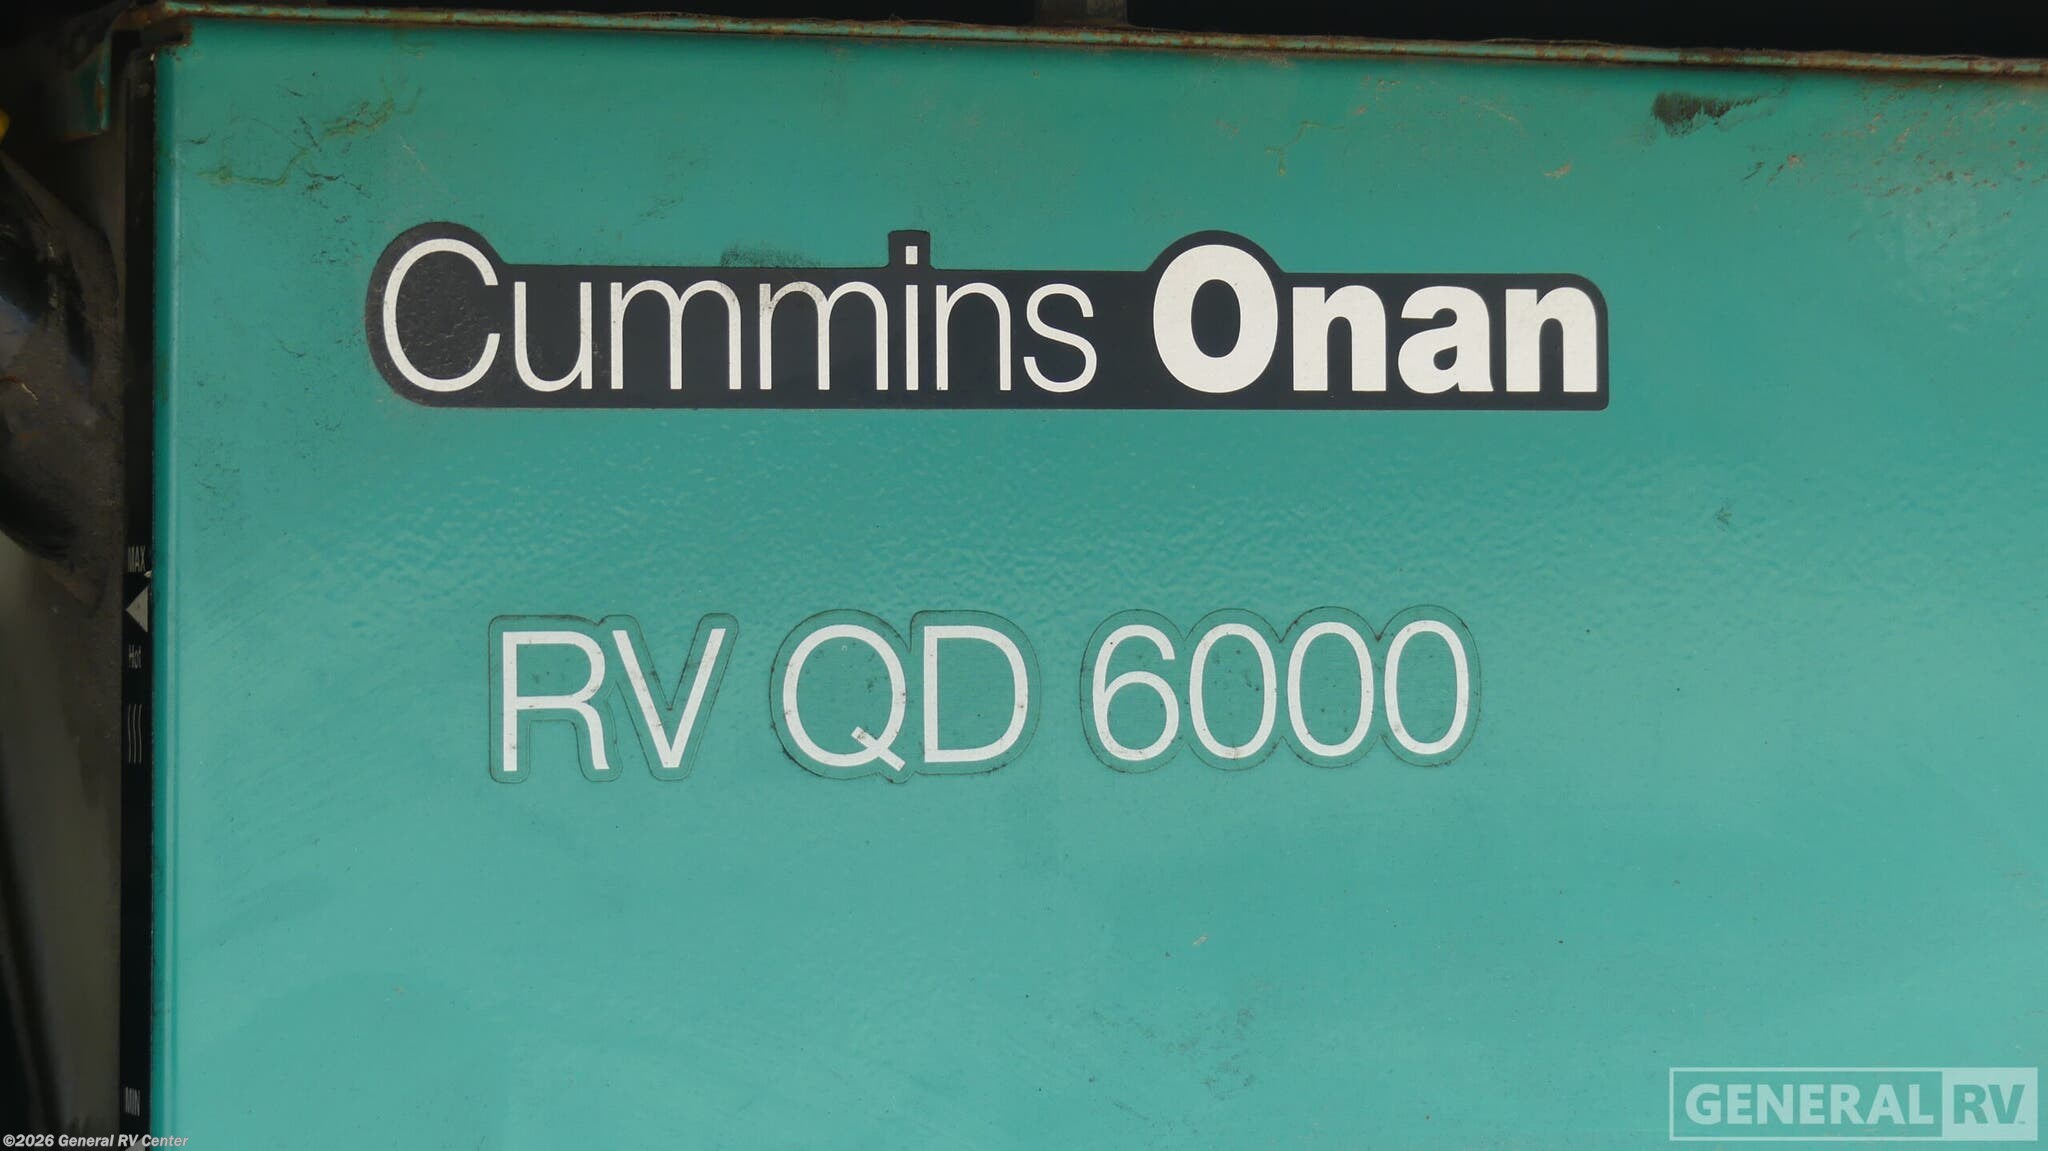 Cummins Onan
MAX
RV QD 6000
Hot
MIN
GENERAL RV
©2026 General RV Center